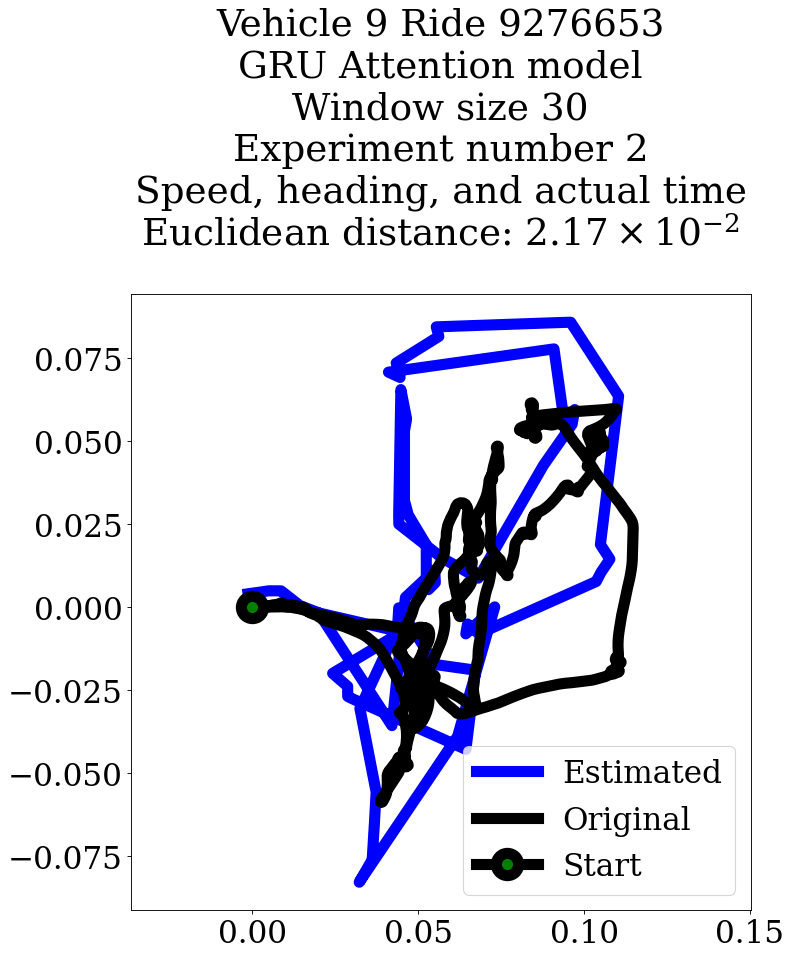 Vehicle 9 Ride 9276653
GRU Attention model
Window size 30
Experiment number 2
Speed, heading, and actual time
Euclidean distance: 2.17 × 10⁻²
0.075
0.050
0.025
0.000
−0.025
−0.050
−0.075
Estimated
Original
Start
0.00 0.05 0.10 0.15